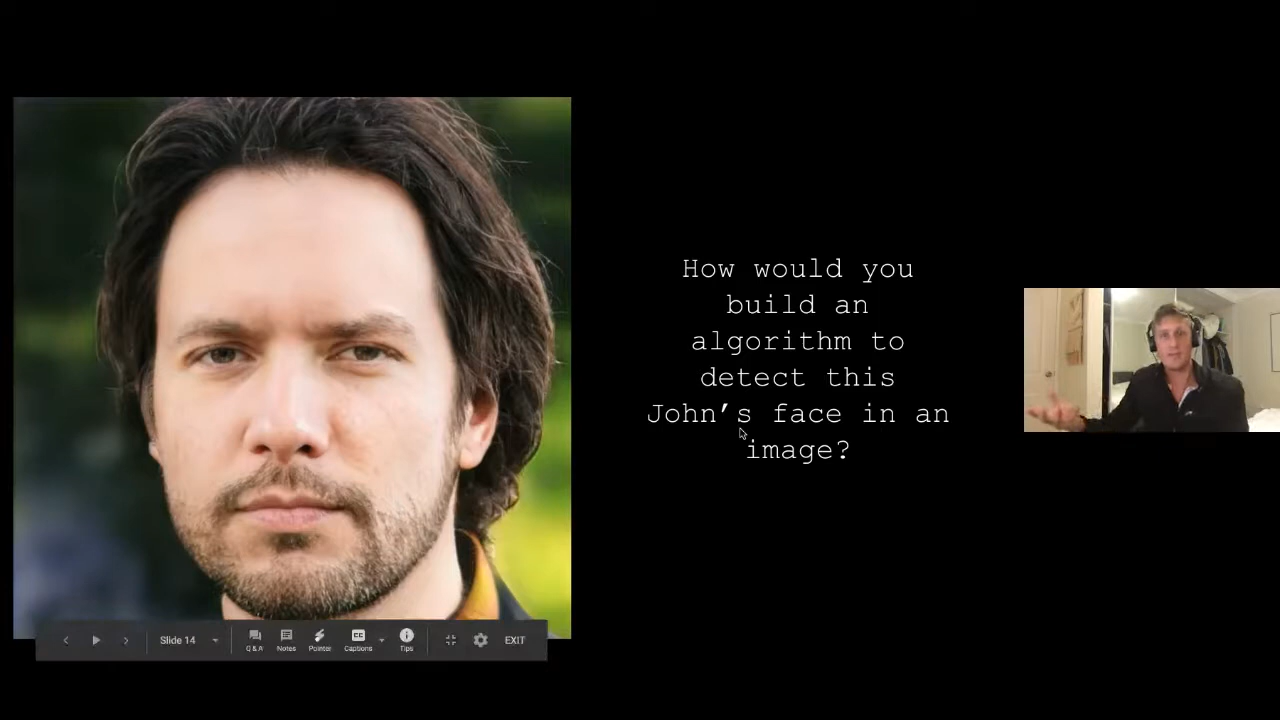 How would you
build an
algorithm to
detect this
John’s face in an
image?
Slide 14
Q & A
Notes
Pointer
Captions
Tips
EXIT